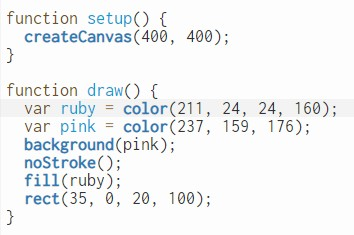 function setup() {
  createCanvas(400, 400);
}

function draw() {
  var ruby = color(211, 24, 24, 160);
  var pink = color(237, 159, 176);
  background(pink);
  noStroke();
  fill(ruby);
  rect(35, 0, 20, 100);
}